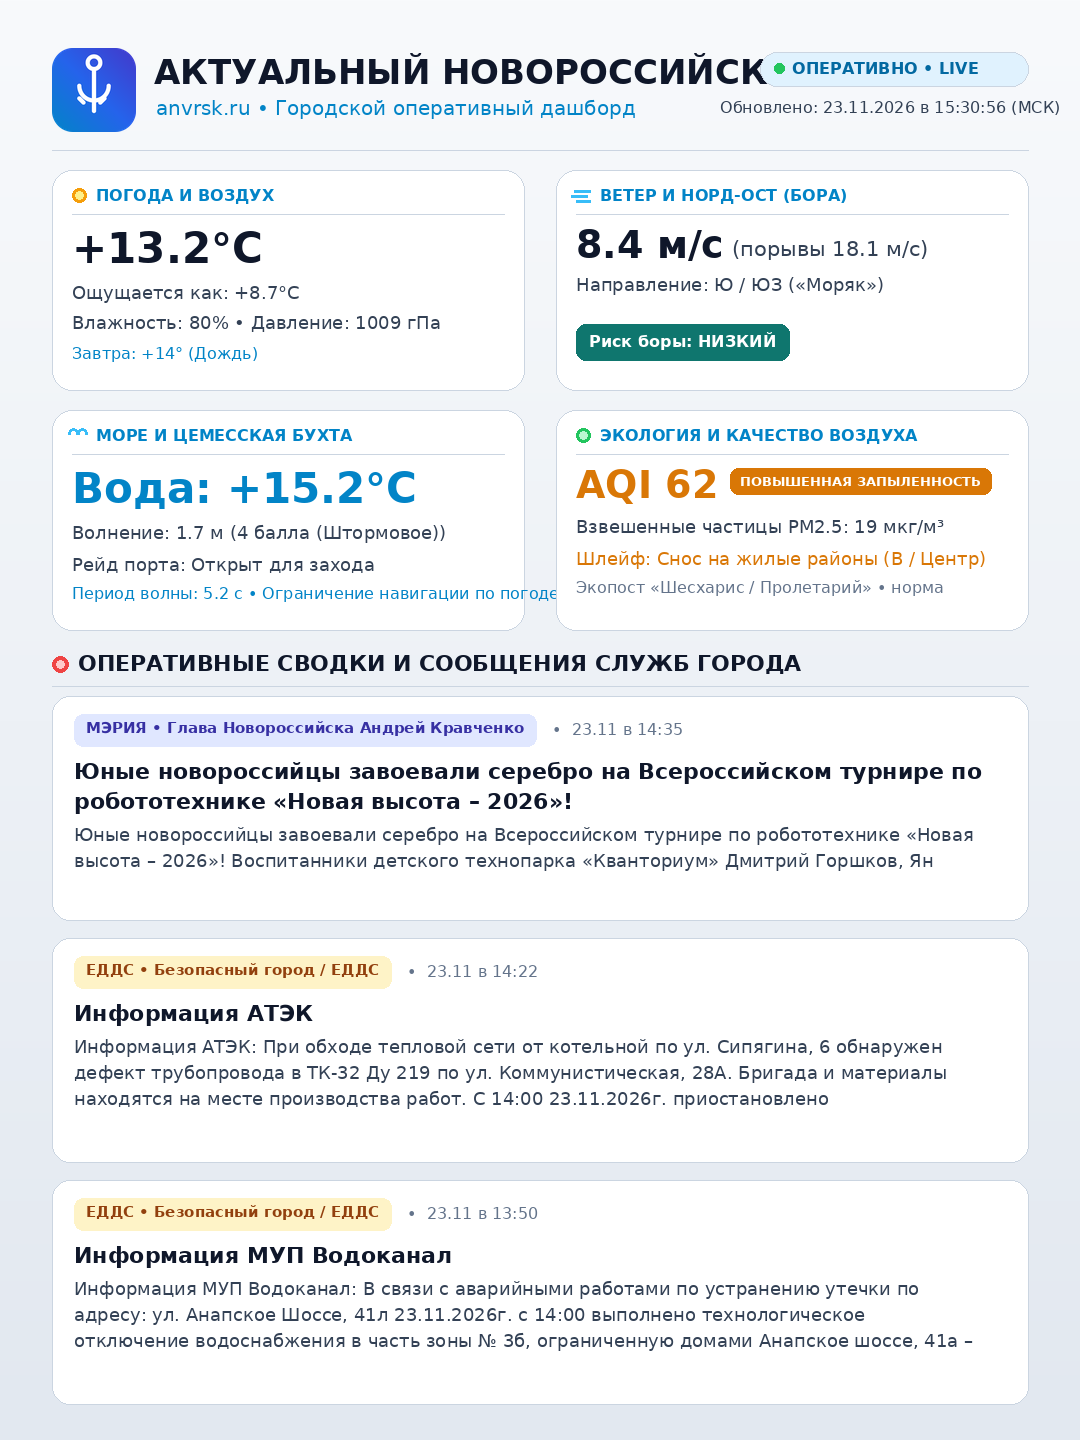 АКТУАЛЬНЫЙ НОВОРОССИЙСК
ОПЕРАТИВНО • LIVE
anvrsk.ru • Городской оперативный дашборд
Обновлено: 23.11.2026 в 15:30:56 (МСК)
ПОГОДА И ВОЗДУХ
+13.2°C
Ощущается как: +8.7°C
Влажность: 80% • Давление: 1009 гПа
Завтра: +14° (Дождь)
ВЕТЕР И НОРД-ОСТ (БОРА)
8.4 м/с (порывы 18.1 м/с)
Направление: Ю / ЮЗ («Моряк»)
Риск боры: НИЗКИЙ
МОРЕ И ЦЕМЕССКАЯ БУХТА
Вода: +15.2°C
Волнение: 1.7 м (4 балла (Штормовое))
Рейд порта: Открыт для захода
Период волны: 5.2 с • Ограничение навигации по погоде
ЭКОЛОГИЯ И КАЧЕСТВО ВОЗДУХА
AQI 62 ПОВЫШЕННАЯ ЗАПЫЛЕННОСТЬ
Взвешенные частицы PM2.5: 19 мкг/м³
Шлейф: Снос на жилые районы (В / Центр)
Экопост «Шесхарис / Пролетарий» • норма
ОПЕРАТИВНЫЕ СВОДКИ И СООБЩЕНИЯ СЛУЖБ ГОРОДА
МЭРИЯ • Глава Новороссийска Андрей Кравченко • 23.11 в 14:35
Юные новороссийцы завоевали серебро на Всероссийском турнире по
робототехнике «Новая высота – 2026»!
Юные новороссийцы завоевали серебро на Всероссийском турнире по робототехнике «Новая
высота – 2026»! Воспитанники детского технопарка «Кванториум» Дмитрий Горшков, Ян
ЕДДС • Безопасный город / ЕДДС • 23.11 в 14:22
Информация АТЭК
Информация АТЭК: При обходе тепловой сети от котельной по ул. Сипягина, 6 обнаружен
дефект трубопровода в ТК-32 Ду 219 по ул. Коммунистическая, 28А. Бригада и материалы
находятся на месте производства работ. С 14:00 23.11.2026г. приостановлено
ЕДДС • Безопасный город / ЕДДС • 23.11 в 13:50
Информация МУП Водоканал
Информация МУП Водоканал: В связи с аварийными работами по устранению утечки по
адресу: ул. Анапское Шоссе, 41л 23.11.2026г. с 14:00 выполнено технологическое
отключение водоснабжения в часть зоны № 3б, ограниченную домами Анапское шоссе, 41а –